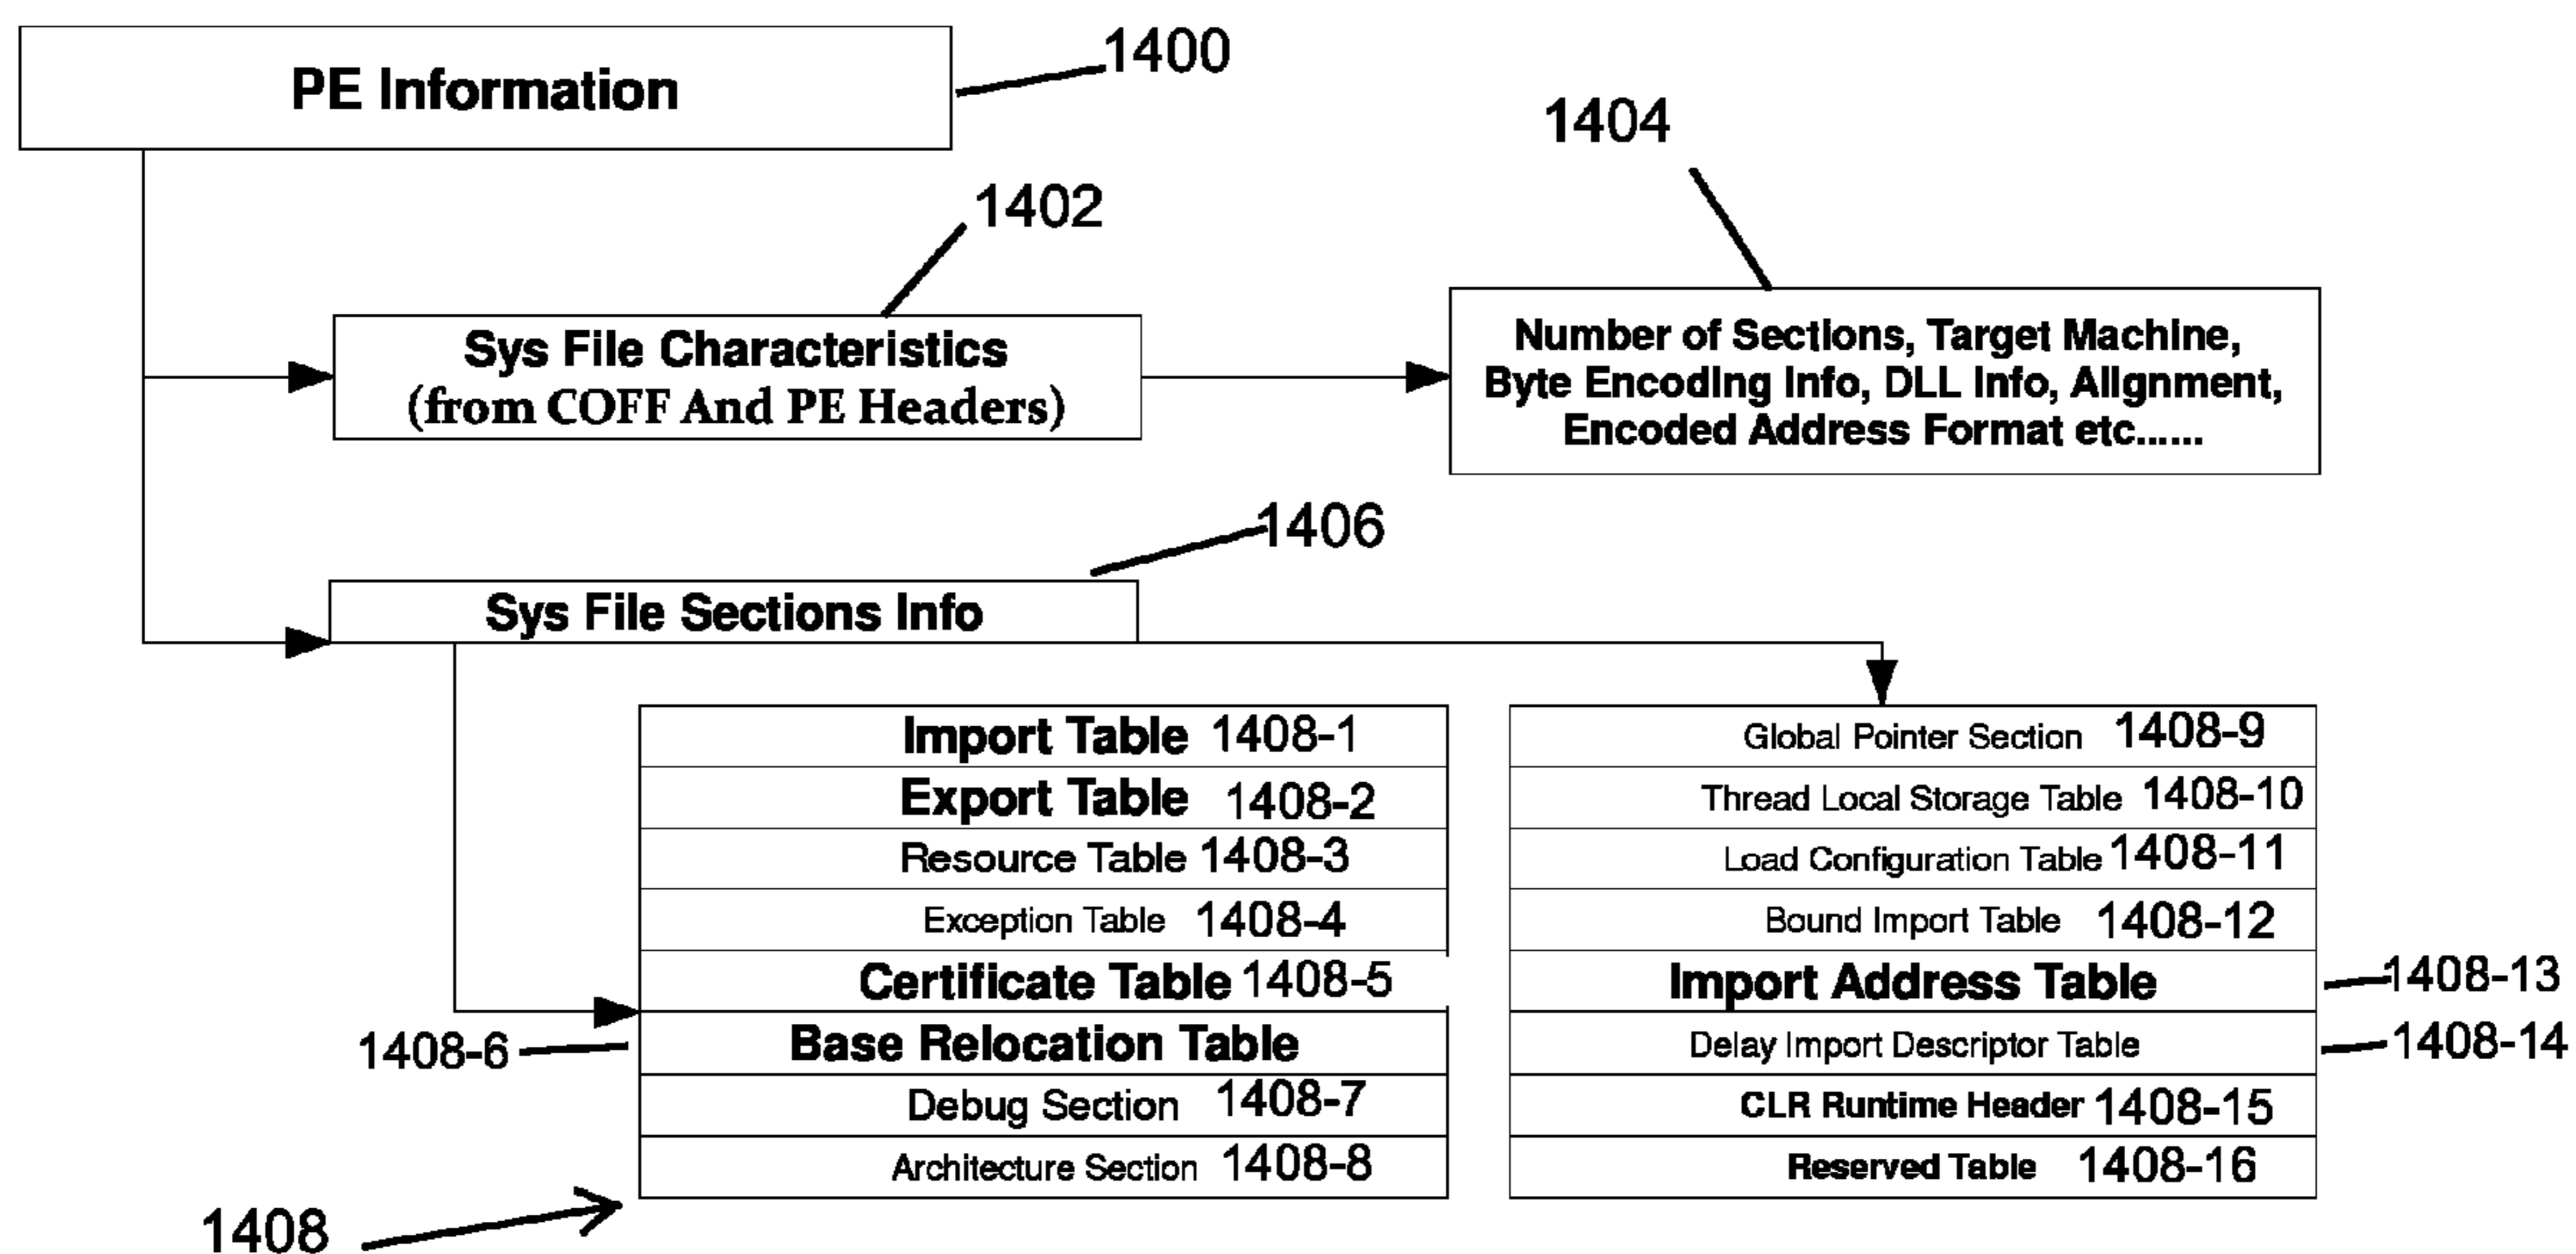 PE Information
1400
1404
1402
Sys File Characteristics
(from COFF And PE Headers)
Number of Sections, Target Machine,
Byte Encoding Info, DLL Info, Alignment,
Encoded Address Format etc......
1406
Sys File Sections Info
Import Table 1408-1
Export Table 1408-2
Resource Table 1408-3
Exception Table 1408-4
Certificate Table 1408-5
1408-6 Base Relocation Table
Debug Section 1408-7
Architecture Section 1408-8
1408
Global Pointer Section 1408-9
Thread Local Storage Table 1408-10
Load Configuration Table 1408-11
Bound Import Table 1408-12
Import Address Table 1408-13
Delay Import Descriptor Table 1408-14
CLR Runtime Header 1408-15
Reserved Table 1408-16